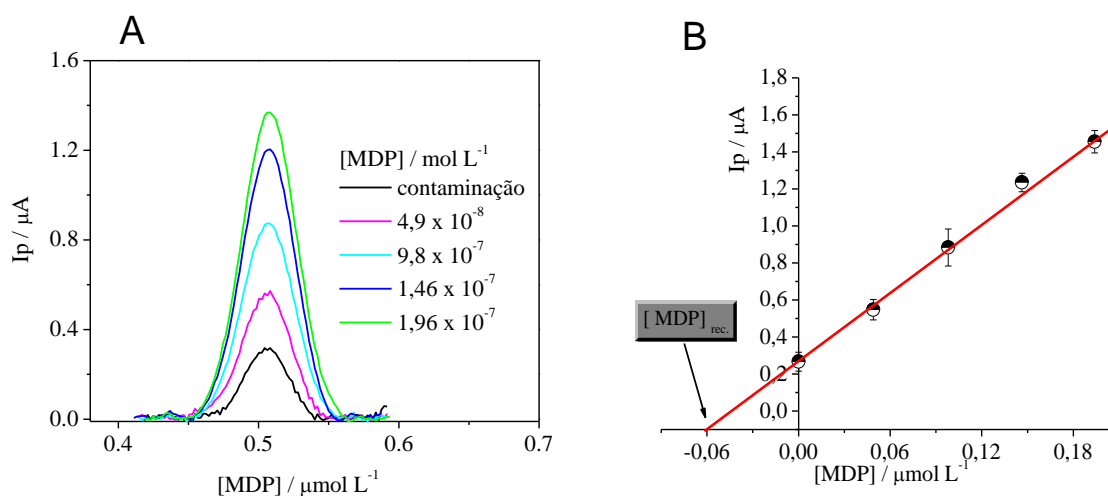 A
1.6
1.2
0.8
0.4
0.0
Ip / μA
[MDP] / mol L⁻¹
contaminação
4,9 x 10⁻⁸
9,8 x 10⁻⁷
1,46 x 10⁻⁷
1,96 x 10⁻⁷
0.4 0.5 0.6 0.7
[MDP] / μmol L⁻¹
B
1,8
1,6
1,4
1,2
1,0
0,8
0,6
0,4
0,2
0,0
Ip / μA
[ MDP] rec.
-0,06 0,00 0,06 0,12 0,18
[MDP] / μmol L⁻¹